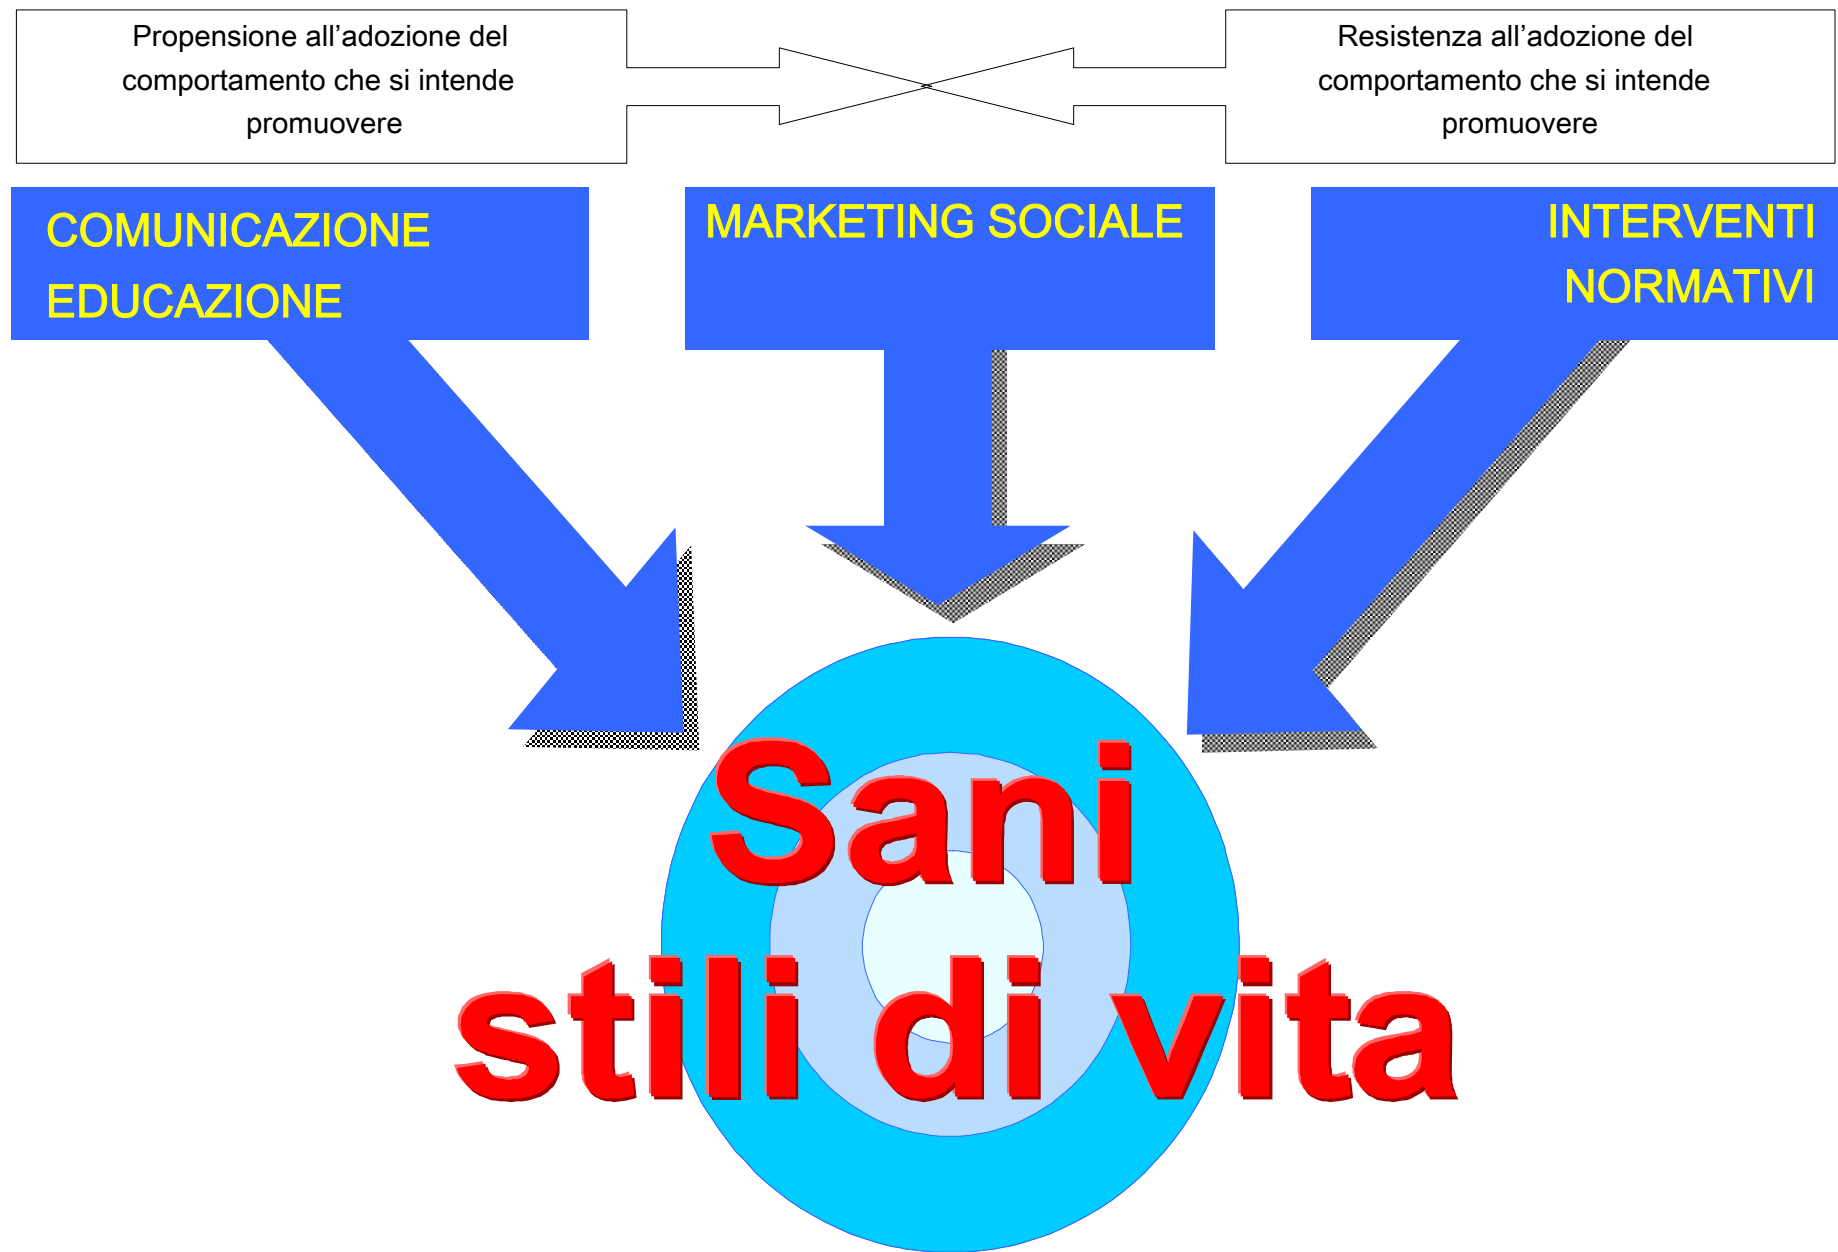 Propensione all’adozione del
comportamento che si intende
promuovere
Resistenza all’adozione del
comportamento che si intende
promuovere
COMUNICAZIONE
EDUCAZIONE
MARKETING SOCIALE
INTERVENTI
NORMATIVI
Sani
stili di vita